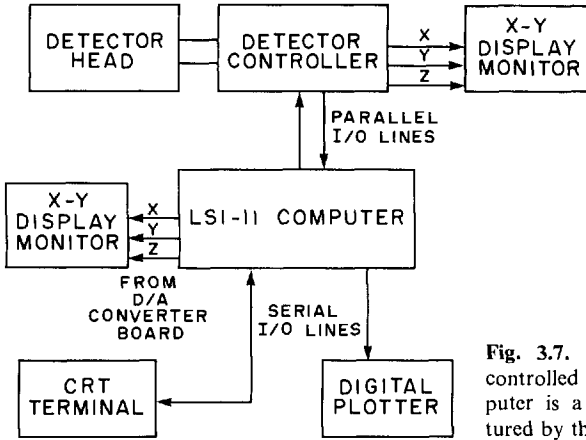 DETECTOR
HEAD
DETECTOR
CONTROLLER
X
Y
Z
X-Y
DISPLAY
MONITOR
PARALLEL
I/O LINES
X-Y
DISPLAY
MONITOR
X
Y
Z
LSI-11 COMPUTER
FROM
D/A
CONVERTER
BOARD
SERIAL
I/O LINES
CRT
TERMINAL
DIGITAL
PLOTTER
Fig. 3.7.
controlled
puter is a
tured by th